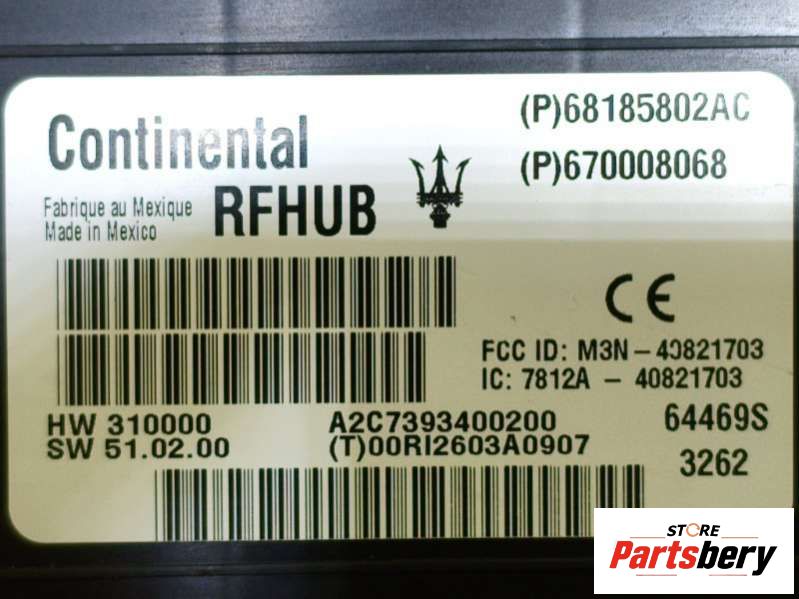 Continental
(P)68185802AC
(P)670008068
Fabrique au Mexique
Made in Mexico
RFHUB
CE
FCC ID: M3N-40821703
IC: 7812A - 40821703
HW 310000
A2C7393400200
64469S
SW 51.02.00
(T)00RI2603A0907
3262
STORE
Partsbery